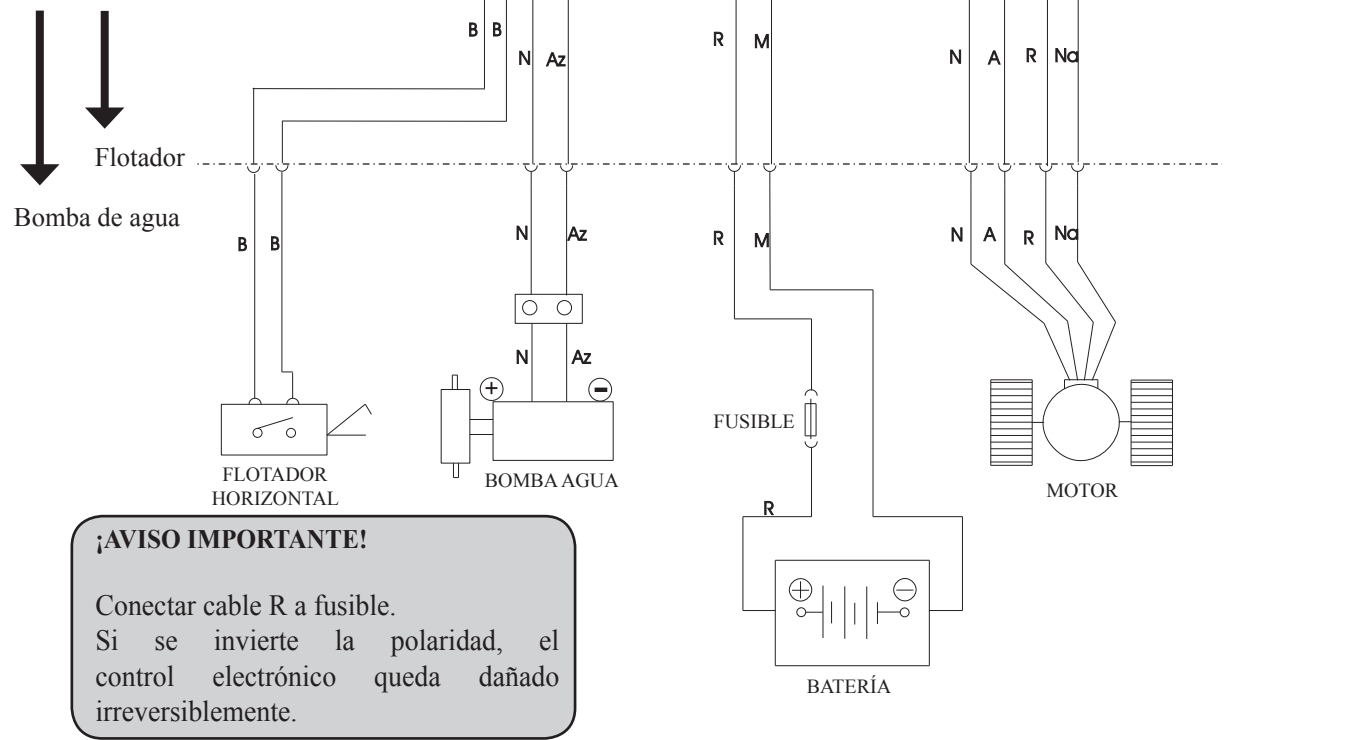 B B
N Az
R M
N A R Na
Flotador
Bomba de agua
B B
N Az
R M
N A R Na
N Az
+ −
FUSIBLE
FLOTADOR
HORIZONTAL
BOMBA AGUA
MOTOR
R
¡AVISO IMPORTANTE!
Conectar cable R a fusible.
Si se invierte la polaridad, el
control electrónico queda dañado
irreversiblemente.
+ −
BATERÍA